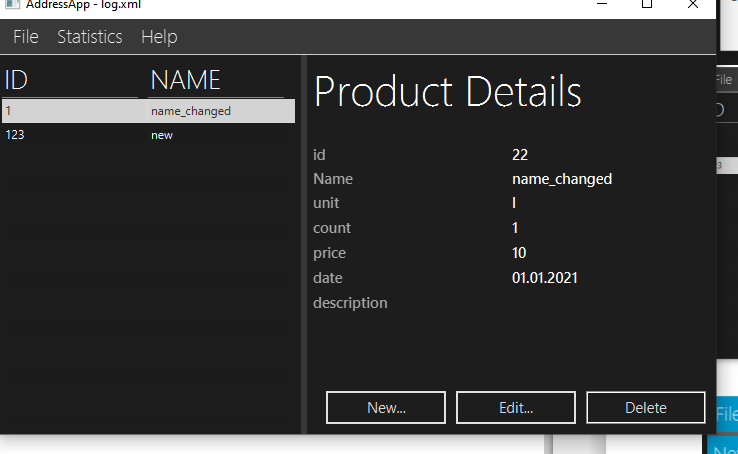 AddressApp - log.xml
File Statistics Help
ID NAME
1 name_changed
123 new
Product Details
id 22
Name name_changed
unit l
count 1
price 10
date 01.01.2021
description
New... Edit... Delete
File
File